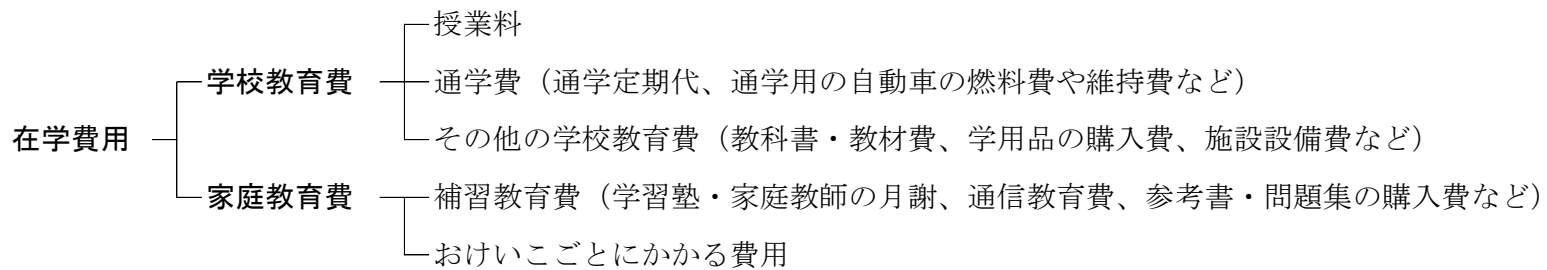 授業料
学校教育費
通学費（通学定期代、通学用の自動車の燃料費や維持費など）
在学費用
その他の学校教育費（教科書・教材費、学用品の購入費、施設設備費など）
家庭教育費
補習教育費（学習塾・家庭教師の月謝、通信教育費、参考書・問題集の購入費など）
おけいこごとにかかる費用